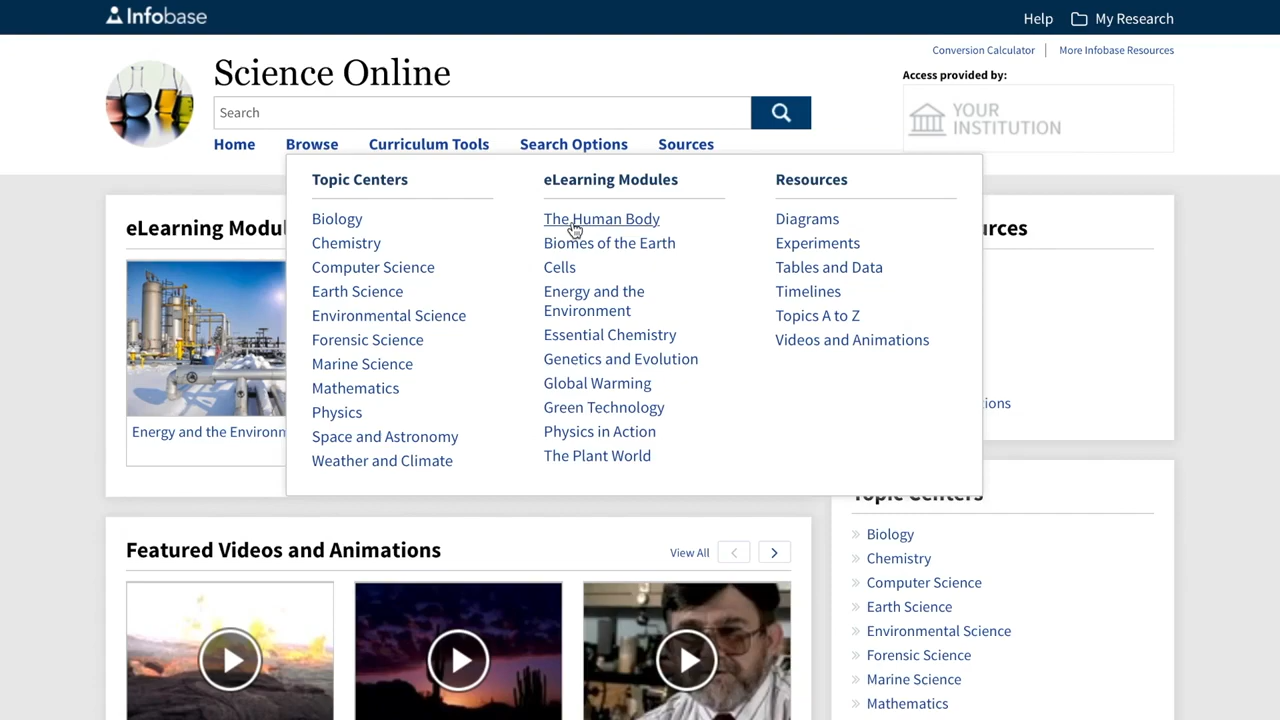 Infobase
Help
My Research
Conversion Calculator
More Infobase Resources
Science Online
Access provided by:
Search
YOUR
INSTITUTION
Home
Browse
Curriculum Tools
Search Options
Sources
Topic Centers
Biology
Chemistry
Computer Science
Earth Science
Environmental Science
Forensic Science
Marine Science
Mathematics
Physics
Space and Astronomy
Weather and Climate
eLearning Modules
The Human Body
Biomes of the Earth
Cells
Energy and the
Environment
Essential Chemistry
Genetics and Evolution
Global Warming
Green Technology
Physics in Action
The Plant World
Resources
Diagrams
Experiments
Tables and Data
Timelines
Topics A to Z
Videos and Animations
eLearning Modul
Energy and the Environn
urces
ions
Featured Videos and Animations
View All
Topic Centers
Biology
Chemistry
Computer Science
Earth Science
Environmental Science
Forensic Science
Marine Science
Mathematics